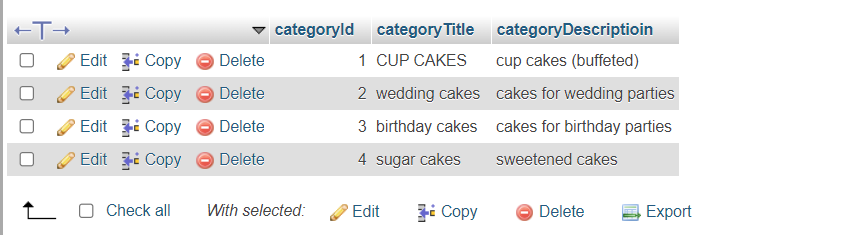 categoryId categoryTitle categoryDescriptioin
Edit Copy Delete 1 CUP CAKES cup cakes (buffeted)
Edit Copy Delete 2 wedding cakes cakes for wedding parties
Edit Copy Delete 3 birthday cakes cakes for birthday parties
Edit Copy Delete 4 sugar cakes sweetened cakes
Check all With selected: Edit Copy Delete Export